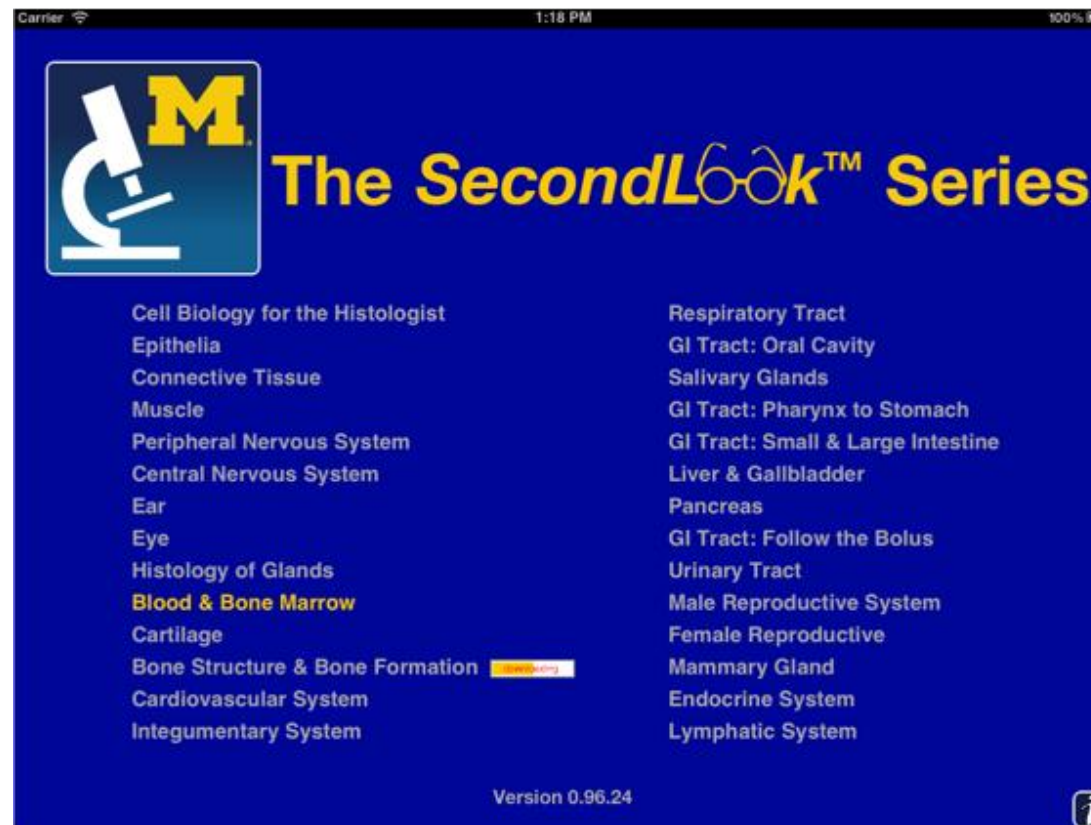 Carrier 1:18 PM 100%
M
The SecondLook™ Series
Cell Biology for the Histologist
Epithelia
Connective Tissue
Muscle
Peripheral Nervous System
Central Nervous System
Ear
Eye
Histology of Glands
Blood & Bone Marrow
Cartilage
Bone Structure & Bone Formation downloading
Cardiovascular System
Integumentary System
Respiratory Tract
GI Tract: Oral Cavity
Salivary Glands
GI Tract: Pharynx to Stomach
GI Tract: Small & Large Intestine
Liver & Gallbladder
Pancreas
GI Tract: Follow the Bolus
Urinary Tract
Male Reproductive System
Female Reproductive
Mammary Gland
Endocrine System
Lymphatic System
Version 0.96.24